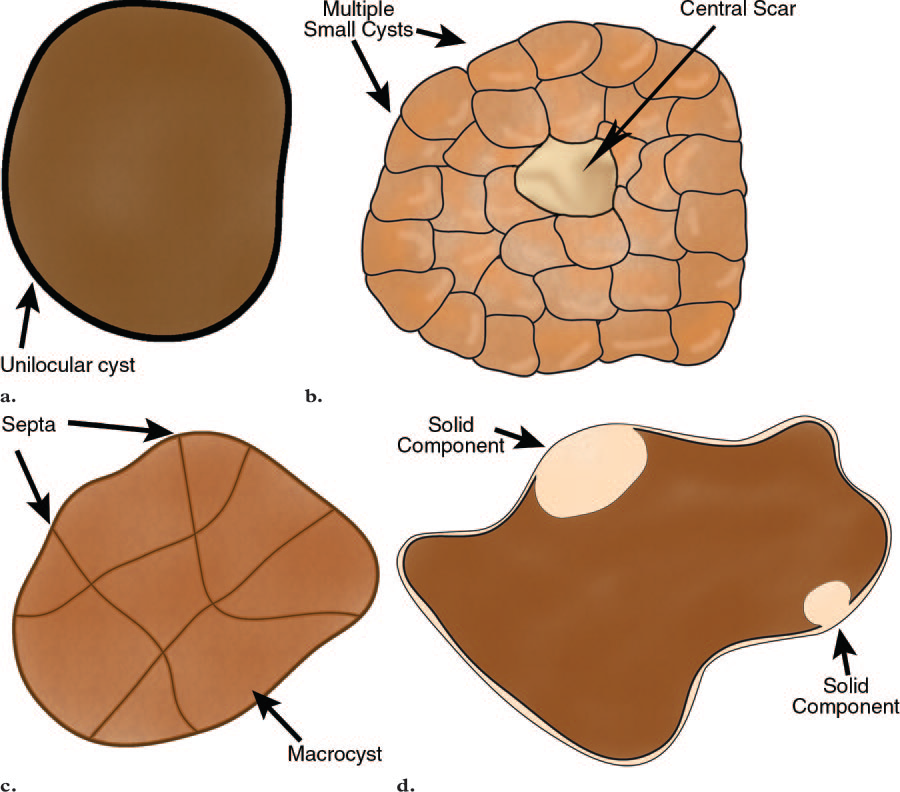 Multiple
Small Cysts
Central Scar
Unilocular cyst
a.
b.
Septa
Solid
Component
Macrocyst
Solid
Component
c.
d.